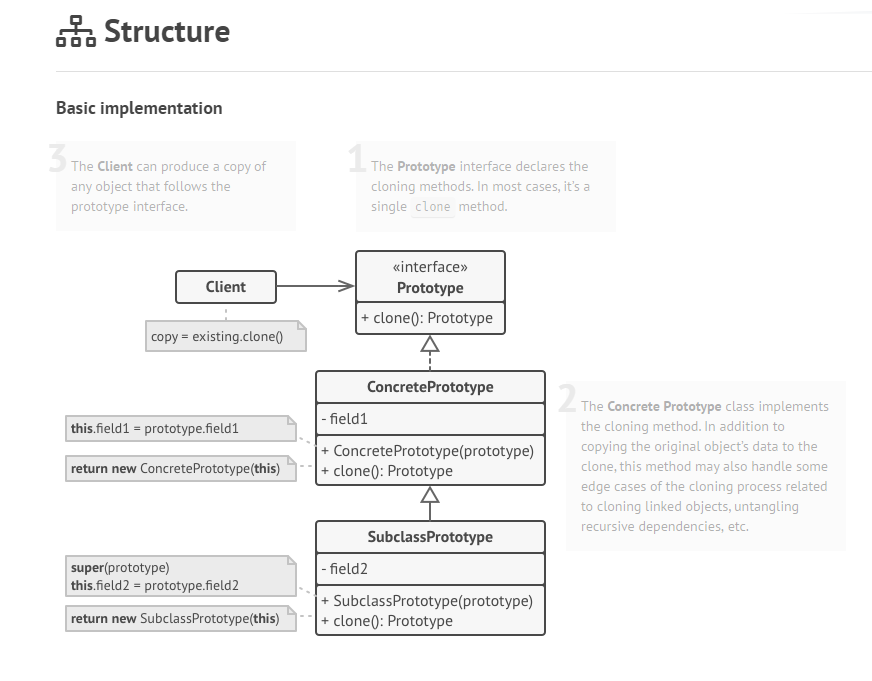 Structure
Basic implementation
3
The Client can produce a copy of
any object that follows the
prototype interface.
1
The Prototype interface declares the
cloning methods. In most cases, it's a
single clone method.
Client
copy = existing.clone()
«interface»
Prototype
+ clone(): Prototype
ConcretePrototype
- field1
+ ConcretePrototype(prototype)
+ clone(): Prototype
this.field1 = prototype.field1
return new ConcretePrototype(this)
2
The Concrete Prototype class implements
the cloning method. In addition to
copying the original object's data to the
clone, this method may also handle some
edge cases of the cloning process related
to cloning linked objects, untangling
recursive dependencies, etc.
SubclassPrototype
- field2
+ SubclassPrototype(prototype)
+ clone(): Prototype
super(prototype)
this.field2 = prototype.field2
return new SubclassPrototype(this)